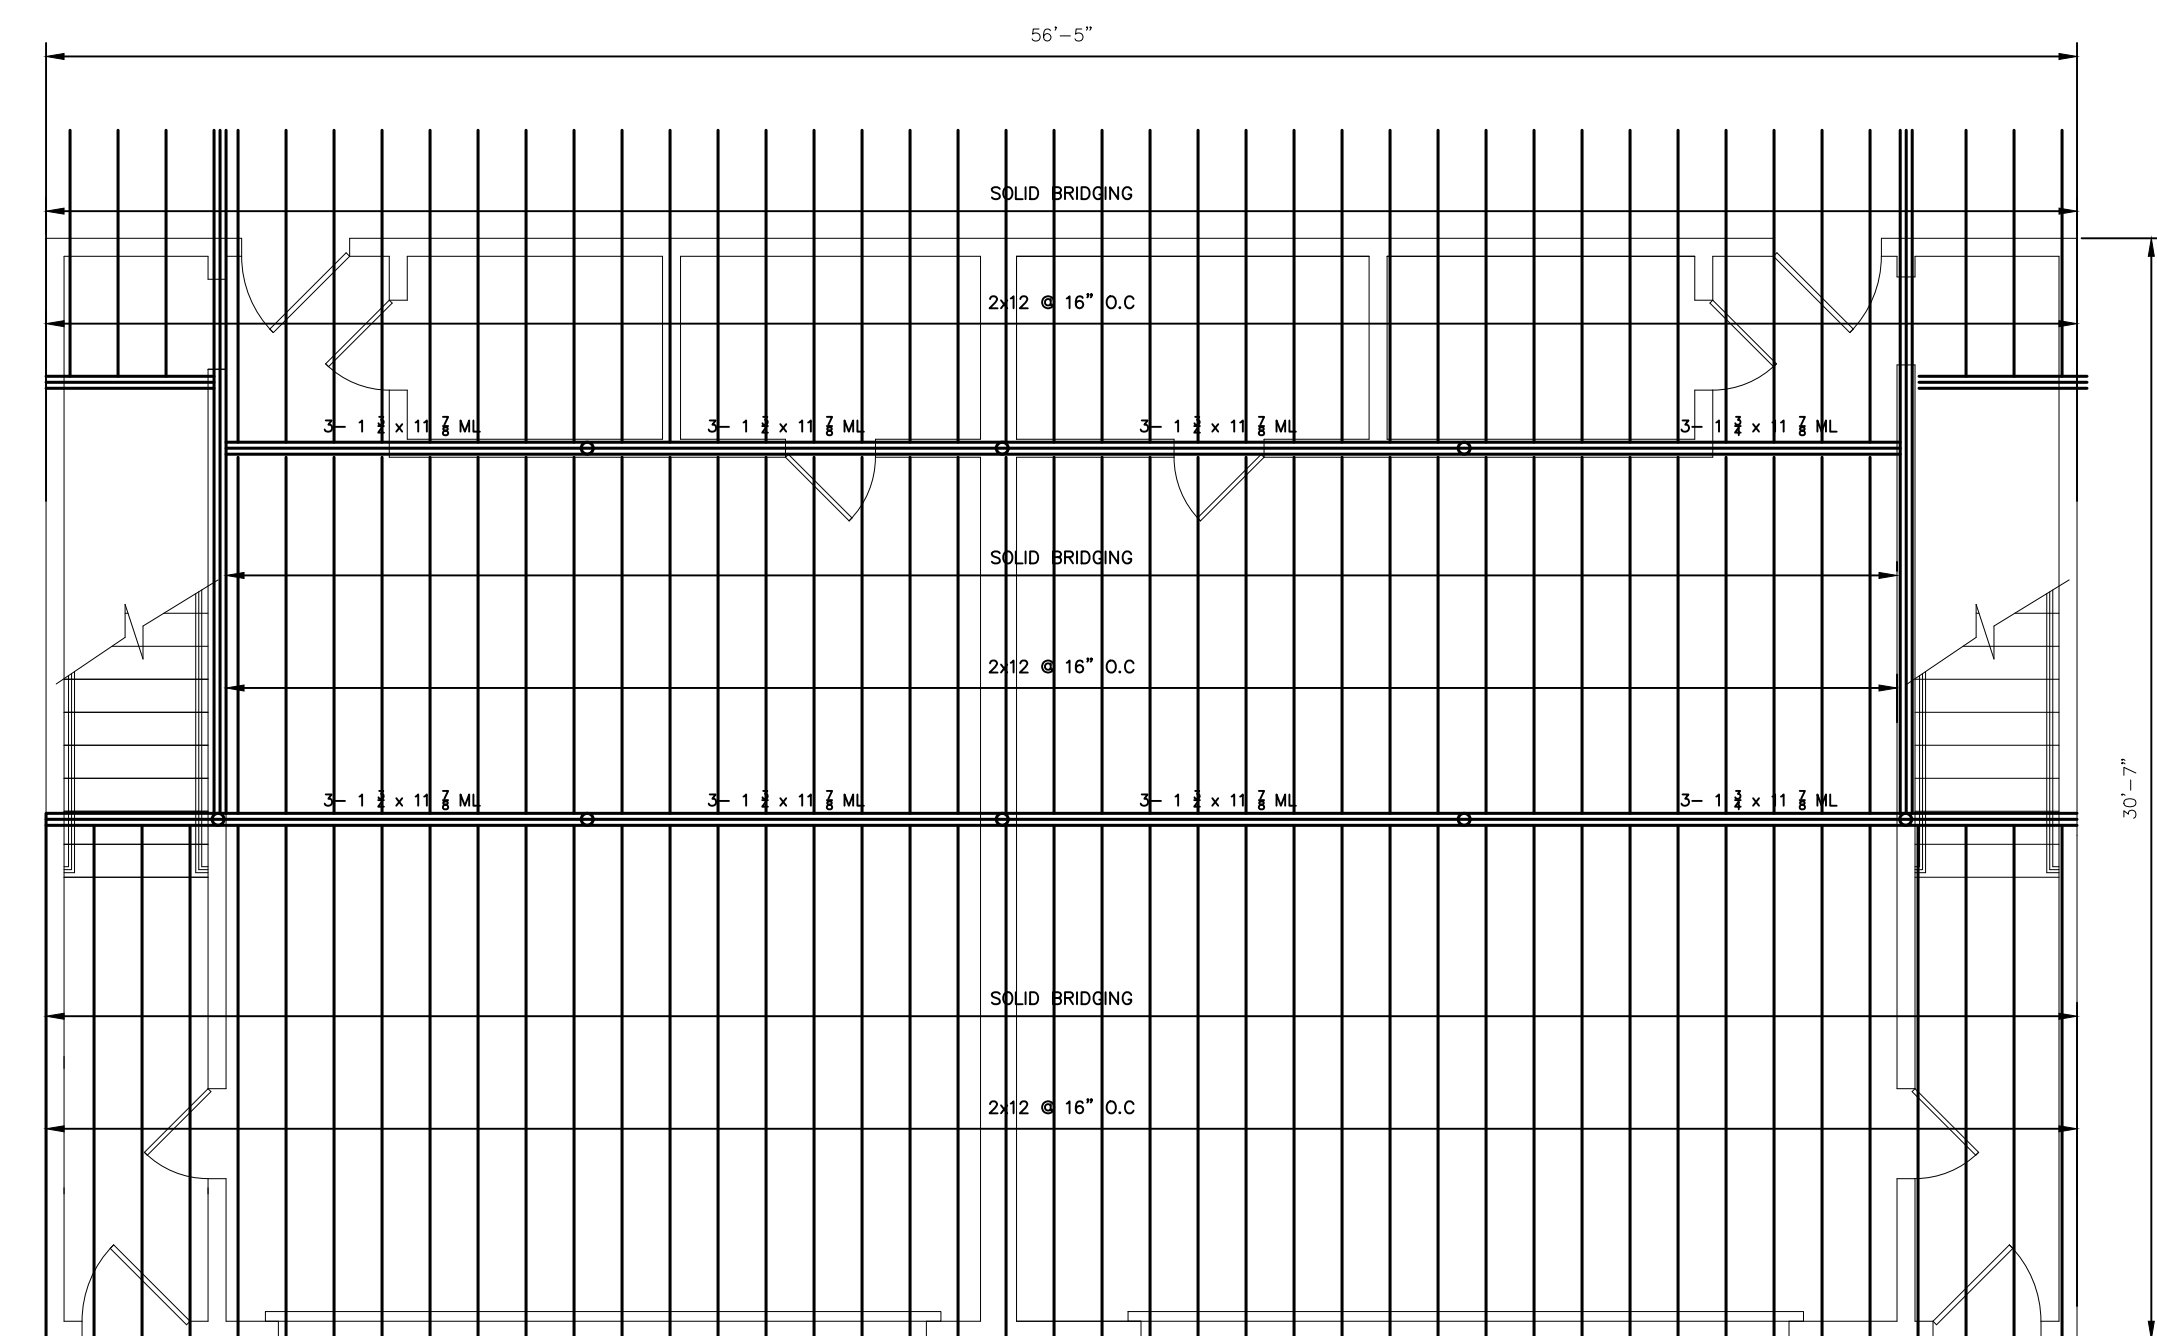 56'-5"
SOLID BRIDGING
2x12 @ 16" O.C
3- 1 3/4 x 11 7/8 ML
3- 1 3/4 x 11 7/8 ML
3- 1 3/4 x 11 7/8 ML
3- 1 3/4 x 11 7/8 ML
SOLID BRIDGING
2x12 @ 16" O.C
30'-7"
3- 1 3/4 x 11 7/8 ML
3- 1 3/4 x 11 7/8 ML
3- 1 3/4 x 11 7/8 ML
3- 1 3/4 x 11 7/8 ML
SOLID BRIDGING
2x12 @ 16" O.C